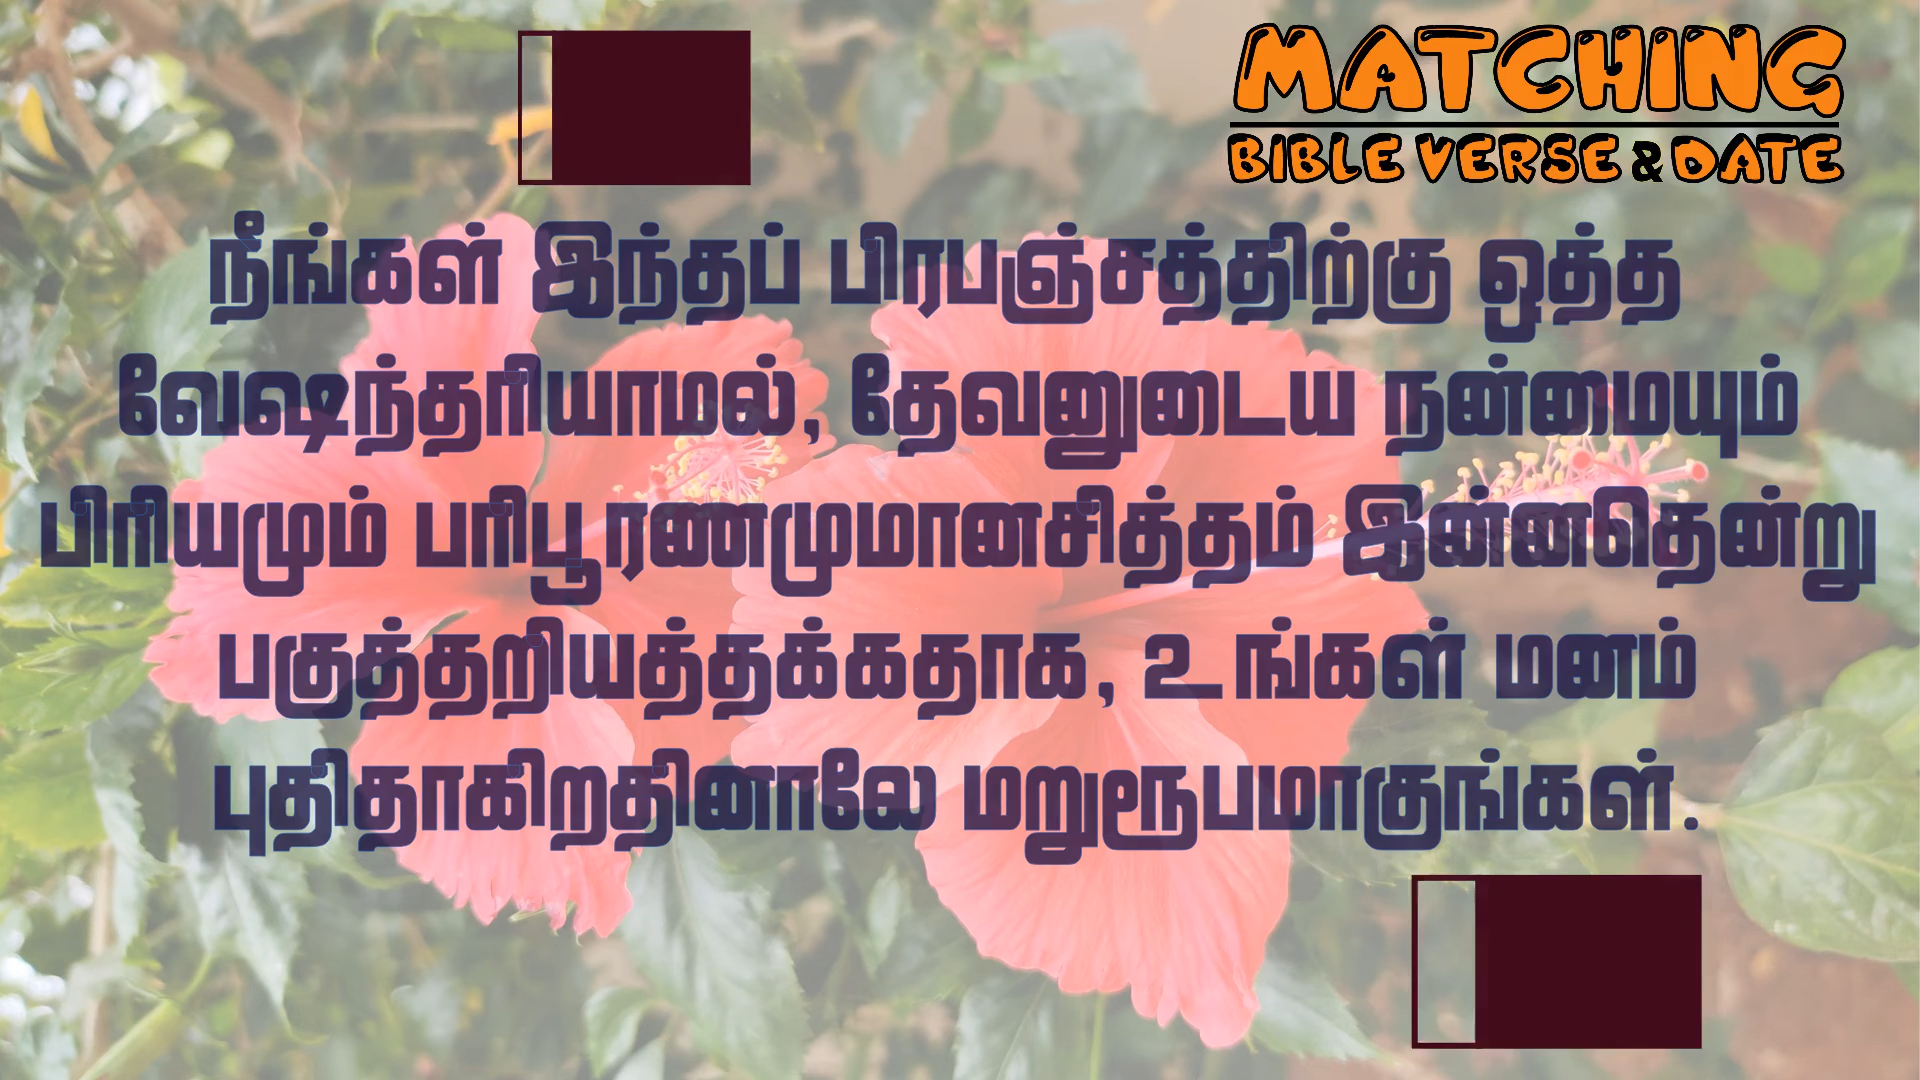 MATCHING
BIBLE VERSE & DATE
நீங்கள் இந்தப் பிரபஞ்சத்திற்கு ஒத்த
வேஷந்தரியாமல், தேவனுடைய நன்மையும்
பிரியமும் பரிபூரணமுமானசித்தம் இன்னதென்று
பகுத்தறியத்தக்கதாக, உங்கள் மனம்
புதிதாகிறதினாலே மறுரூபமாகுங்கள்.